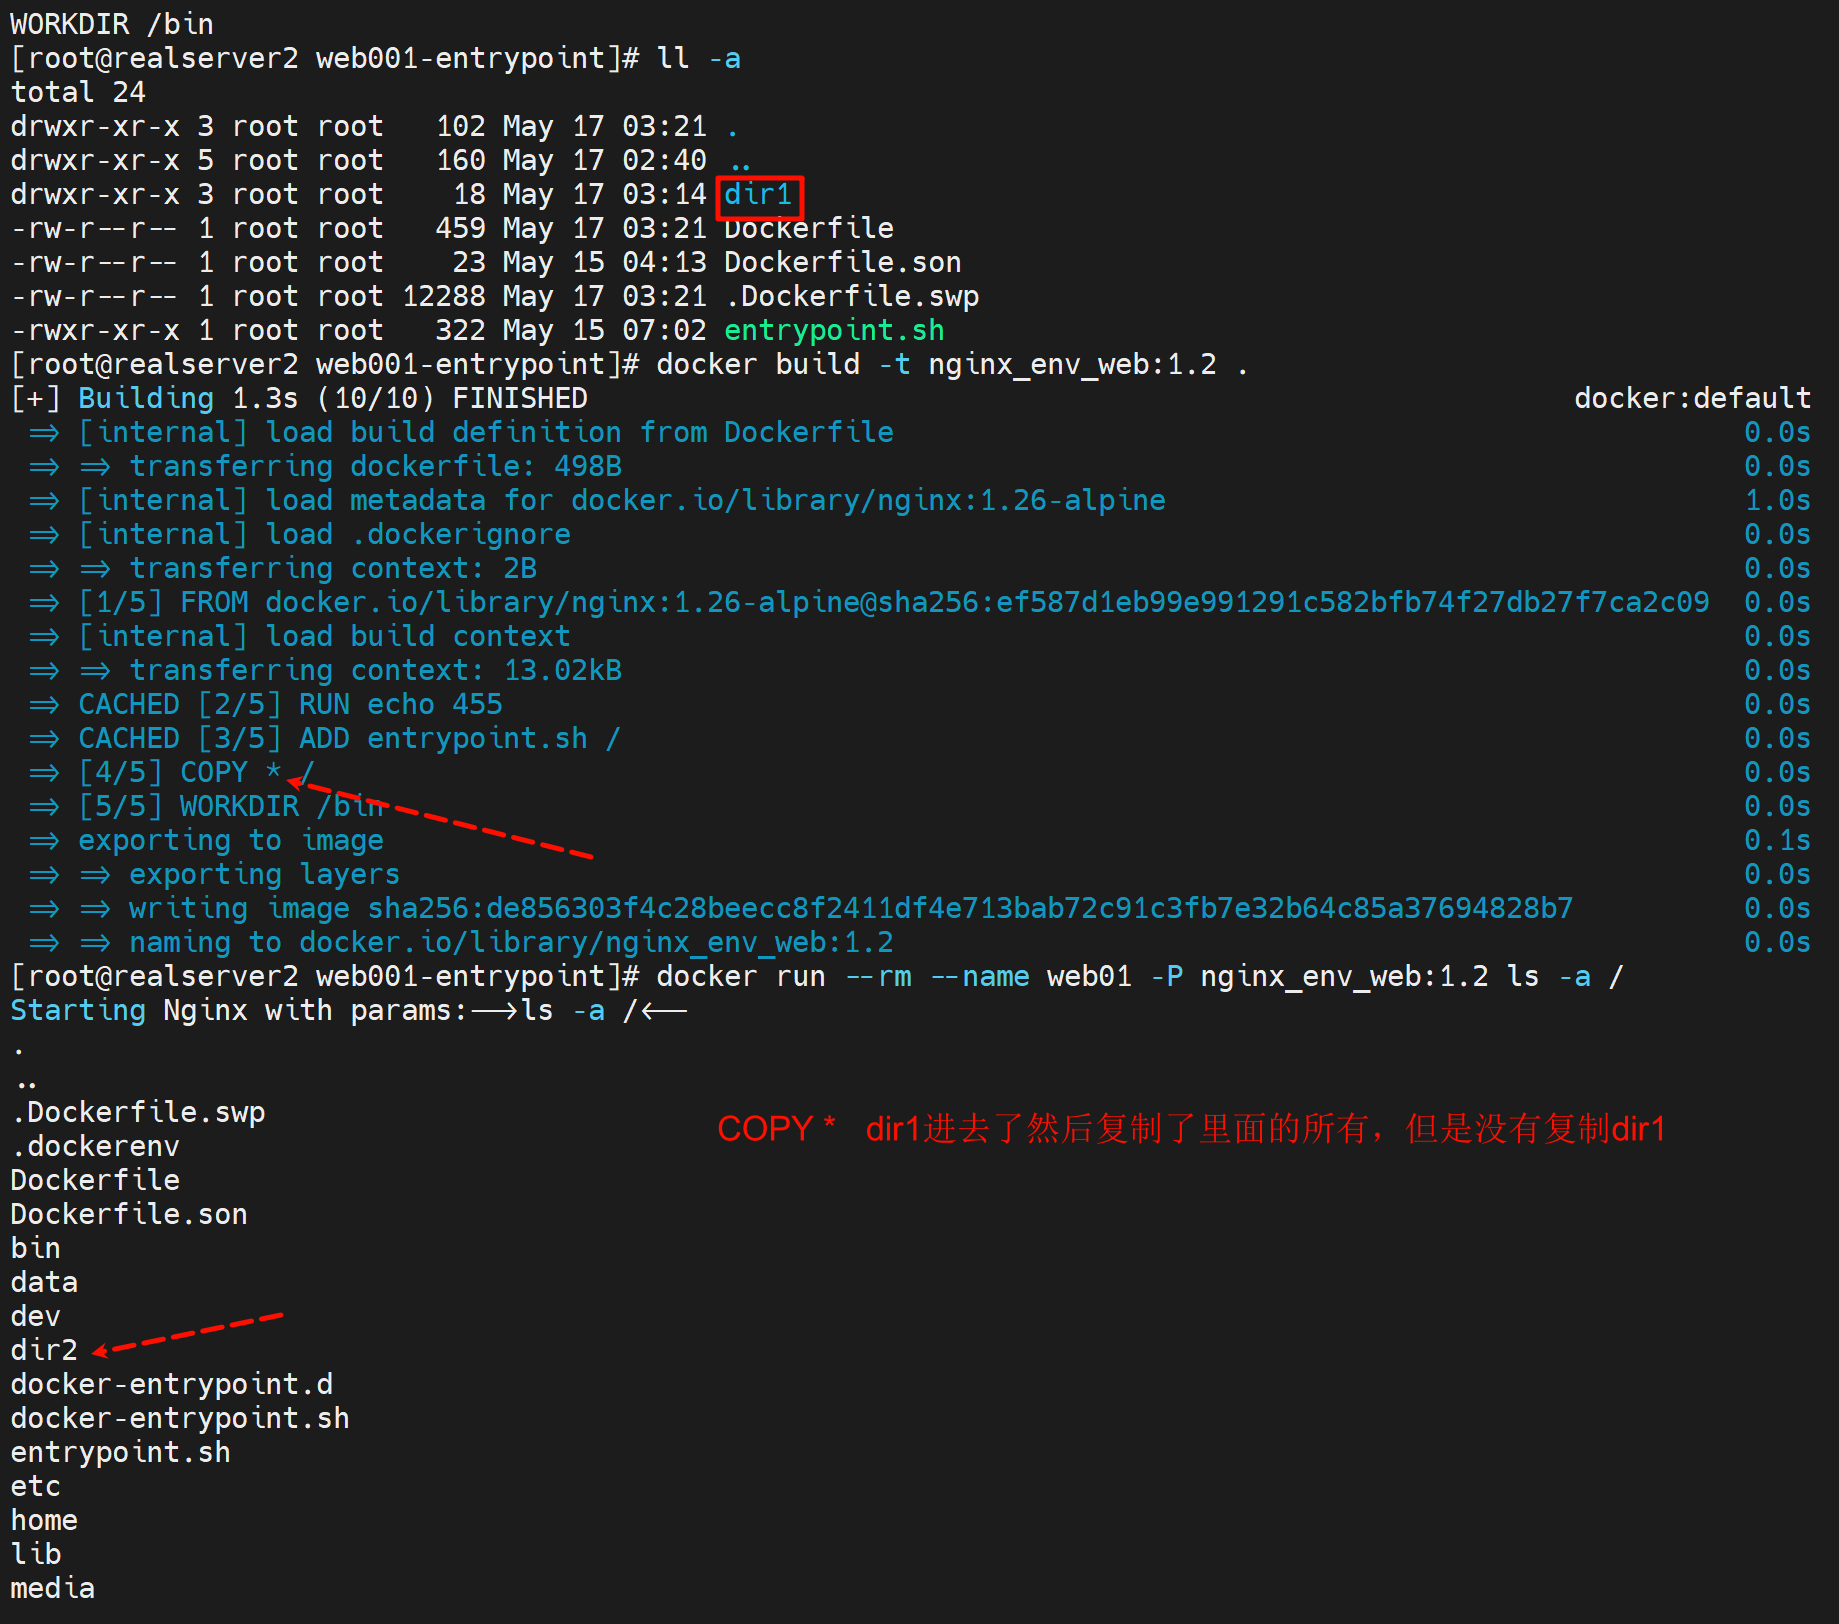 WORKDIR /bin
[root@realserver2 web001-entrypoint]# ll -a
total 24
drwxr-xr-x 3 root root   102 May 17 03:21 .
drwxr-xr-x 5 root root   160 May 17 02:40 ..
drwxr-xr-x 3 root root    18 May 17 03:14 dir1
-rw-r--r-- 1 root root   459 May 17 03:21 Dockerfile
-rw-r--r-- 1 root root    23 May 15 04:13 Dockerfile.son
-rw-r--r-- 1 root root 12288 May 17 03:21 .Dockerfile.swp
-rwxr-xr-x 1 root root   322 May 15 07:02 entrypoint.sh
[root@realserver2 web001-entrypoint]# docker build -t nginx_env_web:1.2 .
[+] Building 1.3s (10/10) FINISHED docker:default
=> [internal] load build definition from Dockerfile 0.0s
=> => transferring dockerfile: 498B 0.0s
=> [internal] load metadata for docker.io/library/nginx:1.26-alpine 1.0s
=> [internal] load .dockerignore 0.0s
=> => transferring context: 2B 0.0s
=> [1/5] FROM docker.io/library/nginx:1.26-alpine@sha256:ef587d1eb99e991291c582bfb74f27db27f7ca2c09 0.0s
=> [internal] load build context 0.0s
=> => transferring context: 13.02kB 0.0s
=> CACHED [2/5] RUN echo 455 0.0s
=> CACHED [3/5] ADD entrypoint.sh / 0.0s
=> [4/5] COPY * / 0.0s
=> [5/5] WORKDIR /bin 0.0s
=> exporting to image 0.1s
=> => exporting layers 0.0s
=> => writing image sha256:de856303f4c28beecc8f2411df4e713bab72c91c3fb7e32b64c85a37694828b7 0.0s
=> => naming to docker.io/library/nginx_env_web:1.2 0.0s
[root@realserver2 web001-entrypoint]# docker run --rm --name web01 -P nginx_env_web:1.2 ls -a /
Starting Nginx with params:-->ls -a /<--
.
..
.Dockerfile.swp
COPY * dir1进去了然后复制了里面的所有，但是没有复制dir1
.dockerenv
Dockerfile
Dockerfile.son
bin
data
dev
dir2
docker-entrypoint.d
docker-entrypoint.sh
entrypoint.sh
etc
home
lib
media